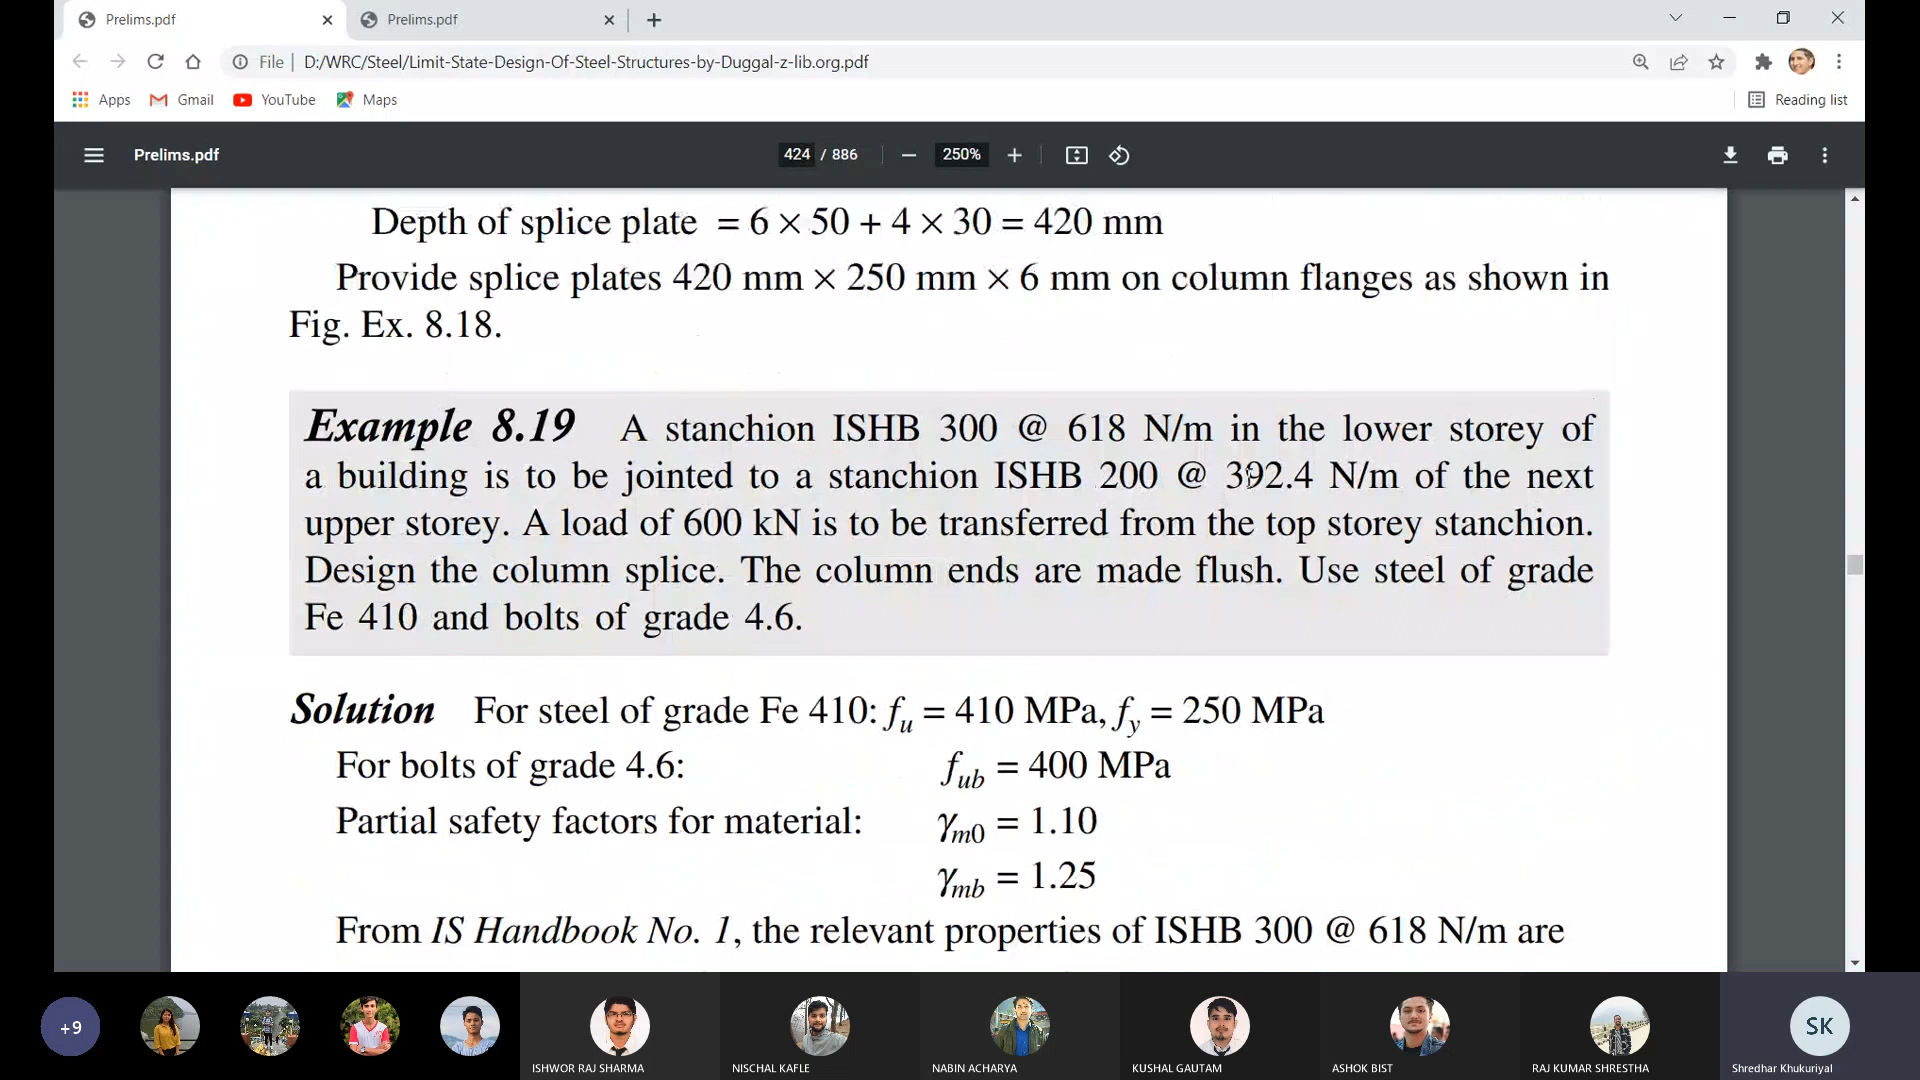 Prelims.pdf
Prelims.pdf
File | D:/WRC/Steel/Limit-State-Design-Of-Steel-Structures-by-Duggal-z-lib.org.pdf
Apps Gmail YouTube Maps Reading list
Prelims.pdf 424 / 886 250%
Depth of splice plate = 6 × 50 + 4 × 30 = 420 mm
Provide splice plates 420 mm × 250 mm × 6 mm on column flanges as shown in
Fig. Ex. 8.18.
Example 8.19 A stanchion ISHB 300 @ 618 N/m in the lower storey of
a building is to be jointed to a stanchion ISHB 200 @ 392.4 N/m of the next
upper storey. A load of 600 kN is to be transferred from the top storey stanchion.
Design the column splice. The column ends are made flush. Use steel of grade
Fe 410 and bolts of grade 4.6.
Solution For steel of grade Fe 410: fu = 410 MPa, fy = 250 MPa
For bolts of grade 4.6: fub = 400 MPa
Partial safety factors for material: γm0 = 1.10
γmb = 1.25
From IS Handbook No. 1, the relevant properties of ISHB 300 @ 618 N/m are
+9 SK
ISHWOR RAJ SHARMA NISCHAL KAFLE NABIN ACHARYA KUSHAL GAUTAM ASHOK BIST RAJ KUMAR SHRESTHA Shredhar Khukuriyal